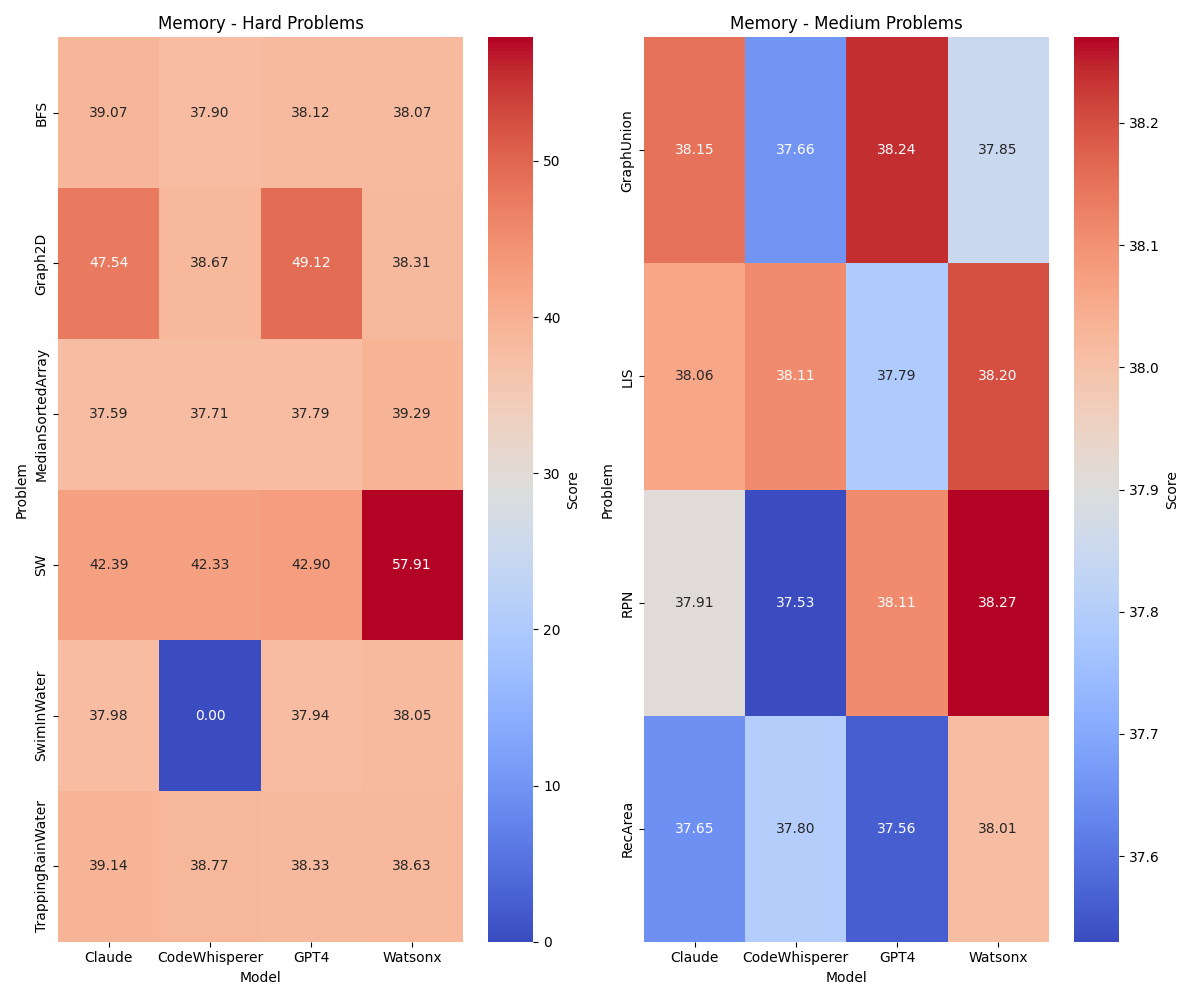 Memory - Hard Problems
Problem
BFS
39.07 37.90 38.12 38.07
Graph2D
47.54 38.67 49.12 38.31
MedianSortedArray
37.59 37.71 37.79 39.29
SW
42.39 42.33 42.90 57.91
SwimInWater
37.98 0.00 37.94 38.05
TrappingRainWater
39.14 38.77 38.33 38.63
Claude CodeWhisperer GPT4 Watsonx
Model
50
40
30
20
10
0
Score
Memory - Medium Problems
Problem
GraphUnion
38.15 37.66 38.24 37.85
LIS
38.06 38.11 37.79 38.20
RPN
37.91 37.53 38.11 38.27
RecArea
37.65 37.80 37.56 38.01
Claude CodeWhisperer GPT4 Watsonx
Model
38.2
38.1
38.0
37.9
37.8
37.7
37.6
Score